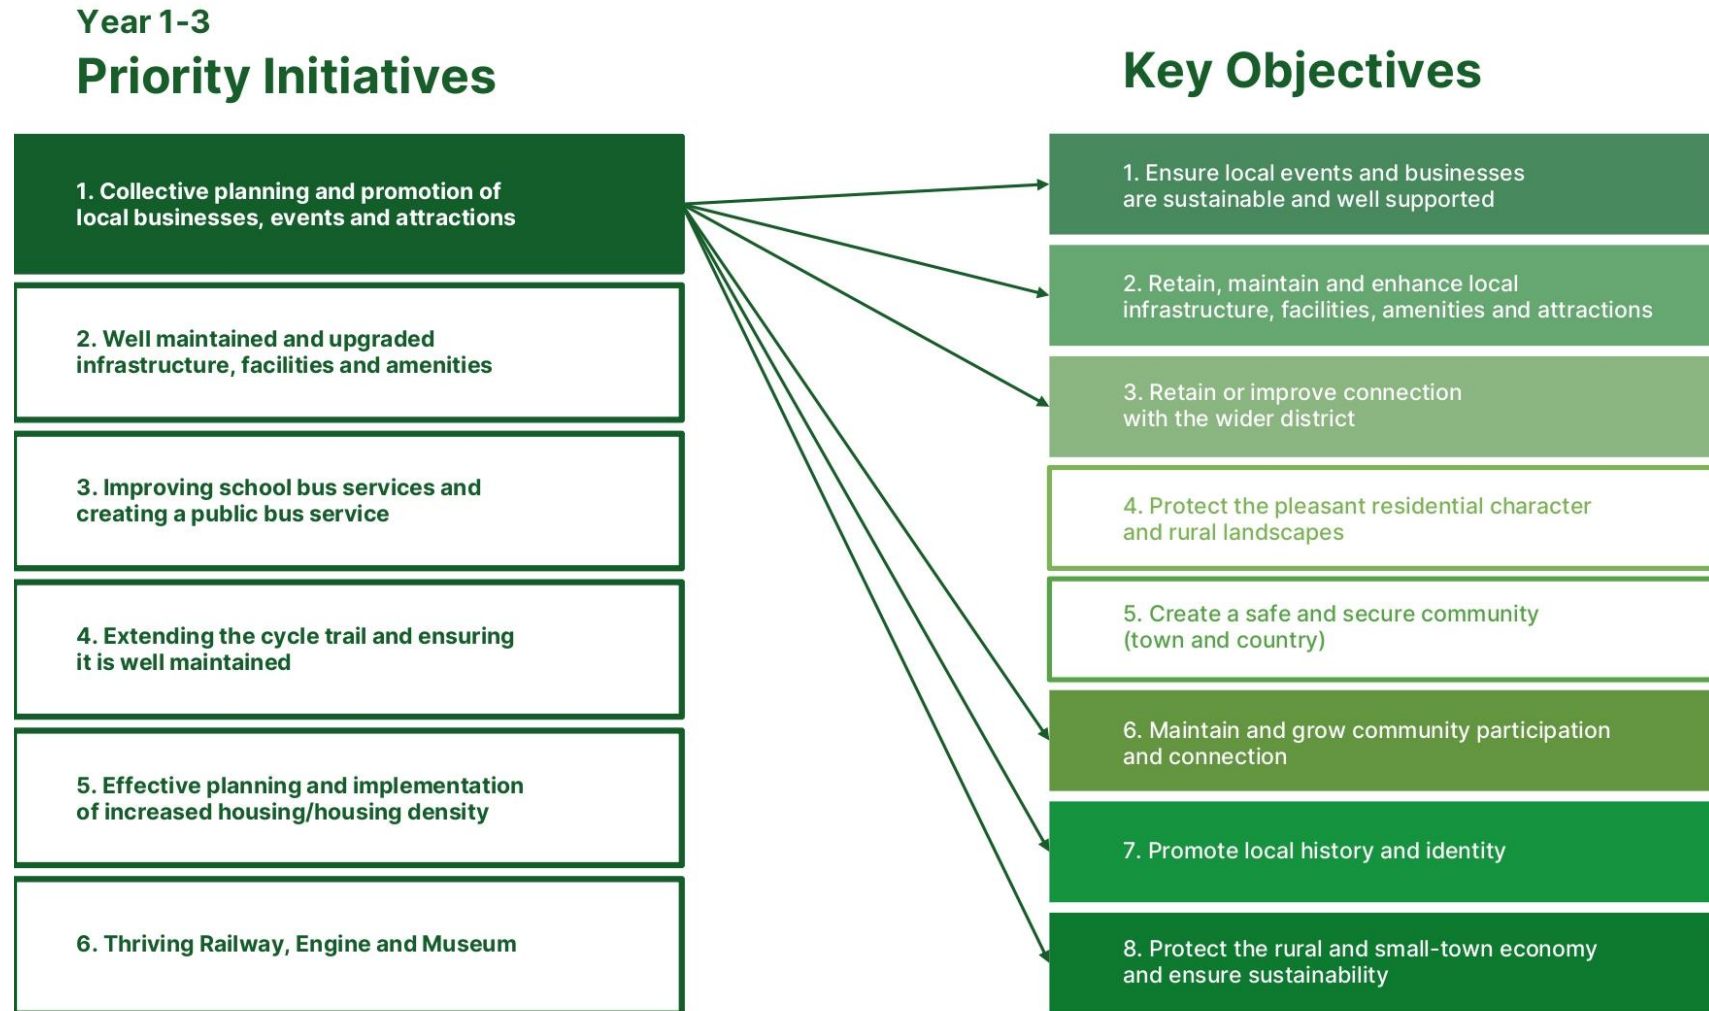 Year 1-3
Priority Initiatives
1. Collective planning and promotion of
local businesses, events and attractions
2. Well maintained and upgraded
infrastructure, facilities and amenities
3. Improving school bus services and
creating a public bus service
4. Extending the cycle trail and ensuring
it is well maintained
5. Effective planning and implementation
of increased housing/housing density
6. Thriving Railway, Engine and Museum
Key Objectives
1. Ensure local events and businesses
are sustainable and well supported
2. Retain, maintain and enhance local
infrastructure, facilities, amenities and attractions
3. Retain or improve connection
with the wider district
4. Protect the pleasant residential character
and rural landscapes
5. Create a safe and secure community
(town and country)
6. Maintain and grow community participation
and connection
7. Promote local history and identity
8. Protect the rural and small-town economy
and ensure sustainability